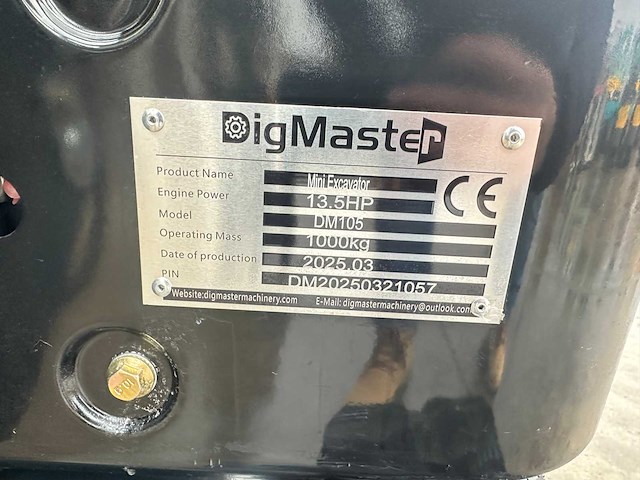 DigMaster
Product Name Mini Excavator
Engine Power 13.5HP
Model DM105
Operating Mass 1000kg
Date of production 2025.03
PIN DM20250321057
CE
Website:digmastermachinery.com E-Mail: digmastermachinery@outlook.com